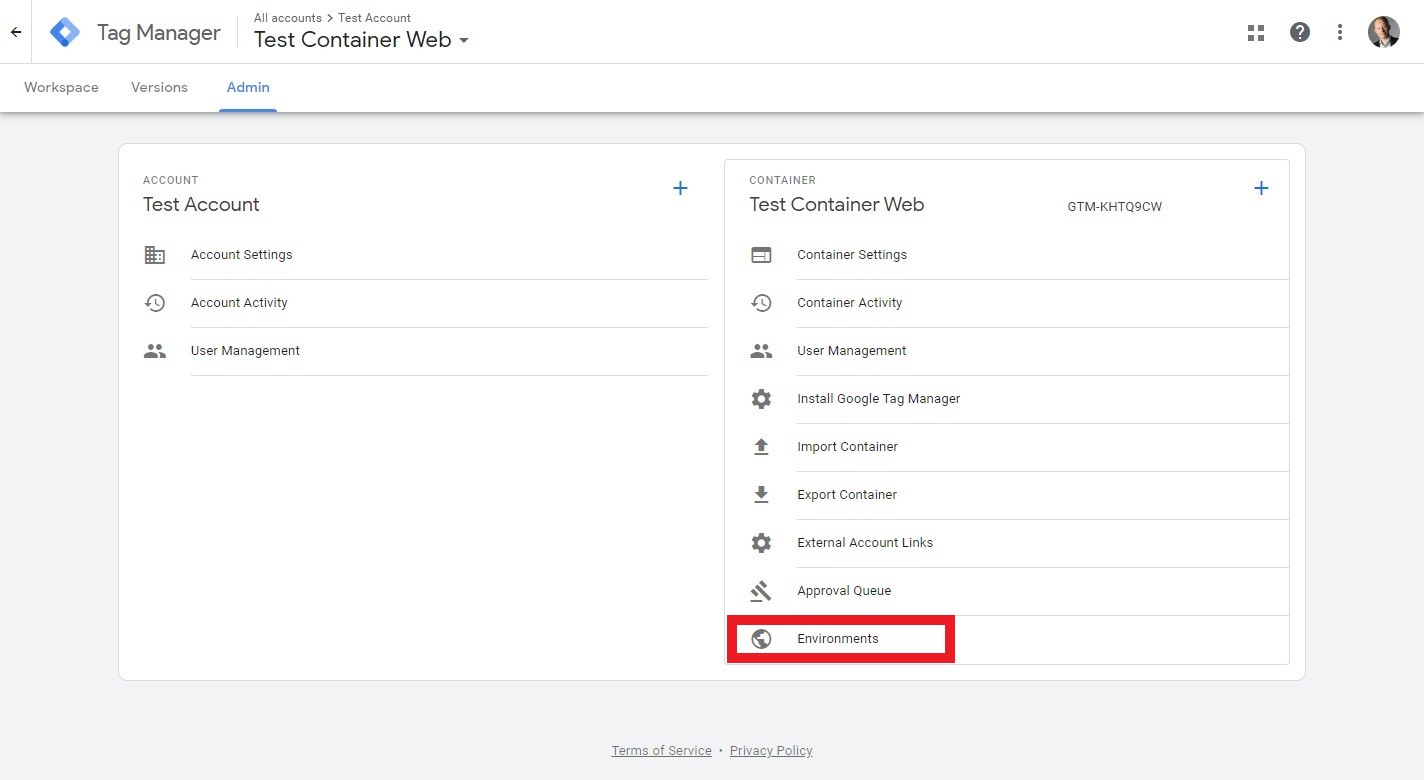 Tag Manager
All accounts > Test Account
Test Container Web
Workspace Versions Admin
ACCOUNT
Test Account
Account Settings
Account Activity
User Management
CONTAINER
Test Container Web GTM-KHTQ9CW
Container Settings
Container Activity
User Management
Install Google Tag Manager
Import Container
Export Container
External Account Links
Approval Queue
Environments
Terms of Service • Privacy Policy